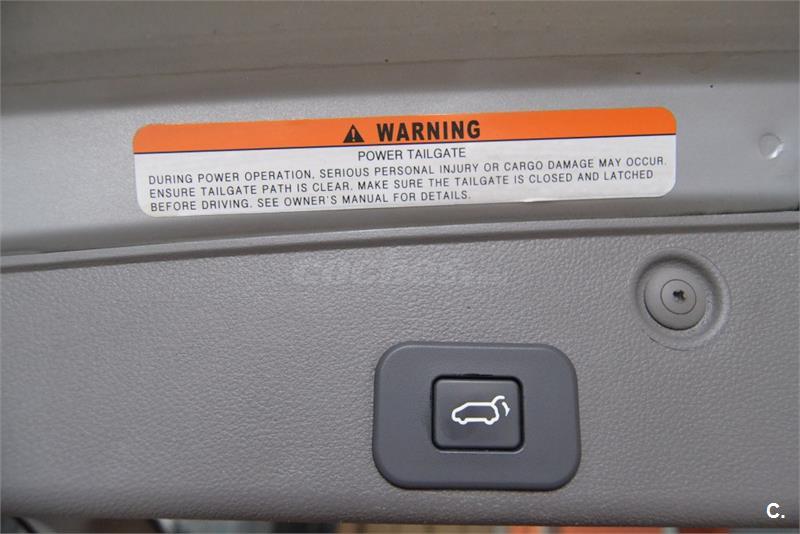 WARNING
POWER TAILGATE
DURING POWER OPERATION, SERIOUS PERSONAL INJURY OR CARGO DAMAGE MAY OCCUR.
ENSURE TAILGATE PATH IS CLEAR. MAKE SURE THE TAILGATE IS CLOSED AND LATCHED
BEFORE DRIVING. SEE OWNER'S MANUAL FOR DETAILS.
C.